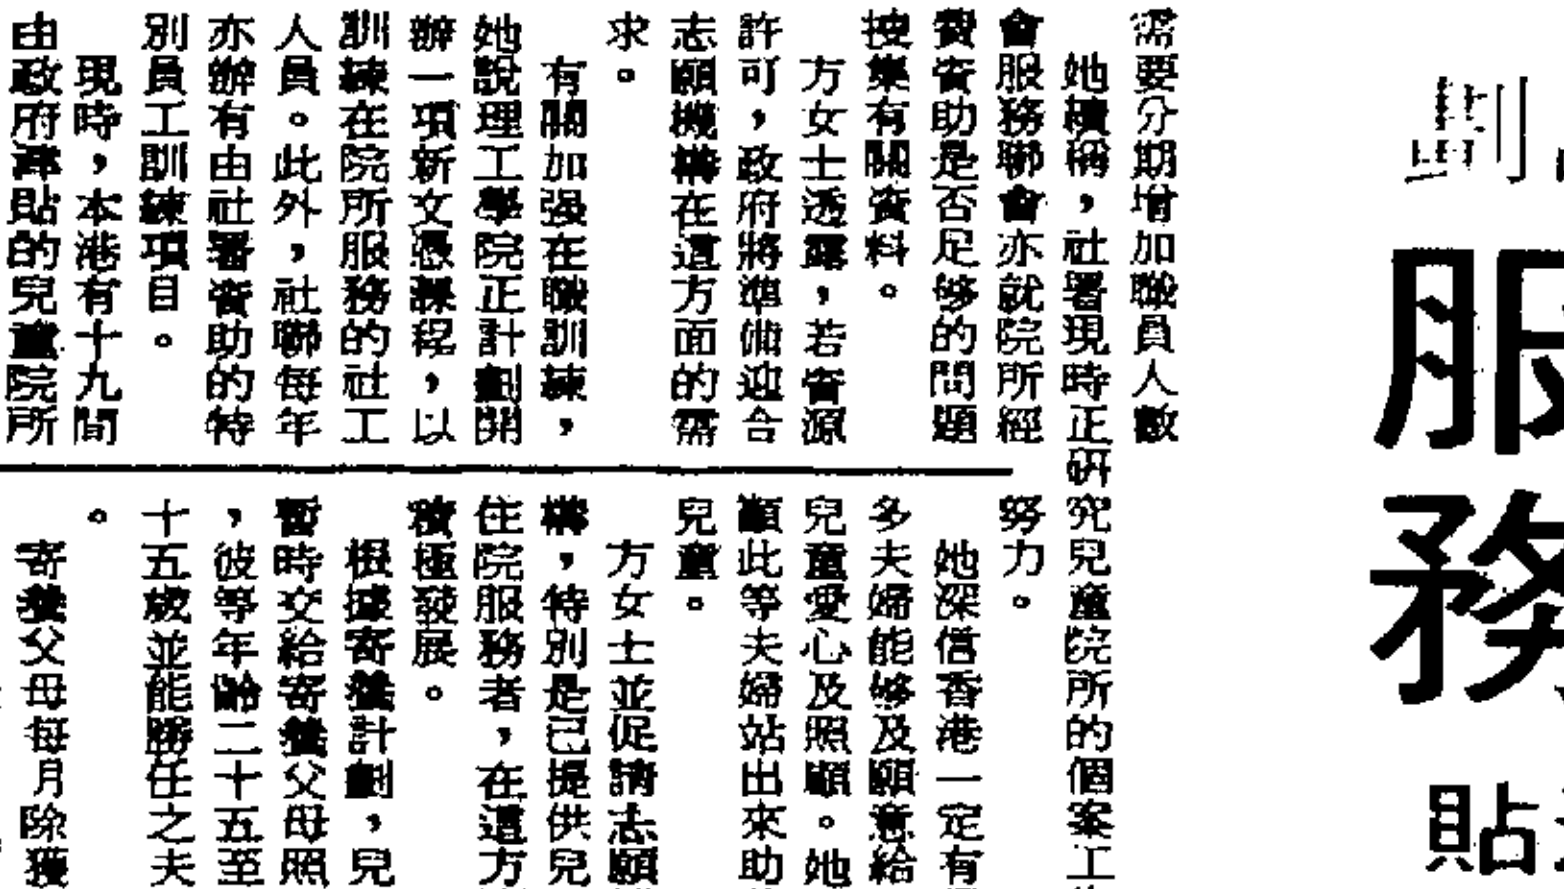 服務
貼
需要分期增加職員人數
她續稱，社署現時正研究兒童院所的個案工
會服務聯會亦就院所經
費資助是否足够的問題
搜集有關資料。
方女士透露，若資源
許可，政府將準備迎合
志願機構在這方面的需
求。
有關加强在職訓練，
她說理工學院正計劃開
辦一項新文憑課程，以
訓練在院所服務的社工
人員。此外，社聯每年
亦辦有由社署資助的特
別員工訓練項目。
現時，本港有十九間
由政府津貼的兒童院所
努力。
她深信香港一定有
多夫婦能够及願意給
兒童愛心及照顧。她
顧此等夫婦站出來助
兒童。
方女士並促請志願
構，特別是已提供兒
住院服務者，在這方
積極發展。
根據寄養計劃，兒
暫時交給寄養父母照
，彼等年齡二十五至
十五歲並能勝任之夫
。
寄養父母每月除獲